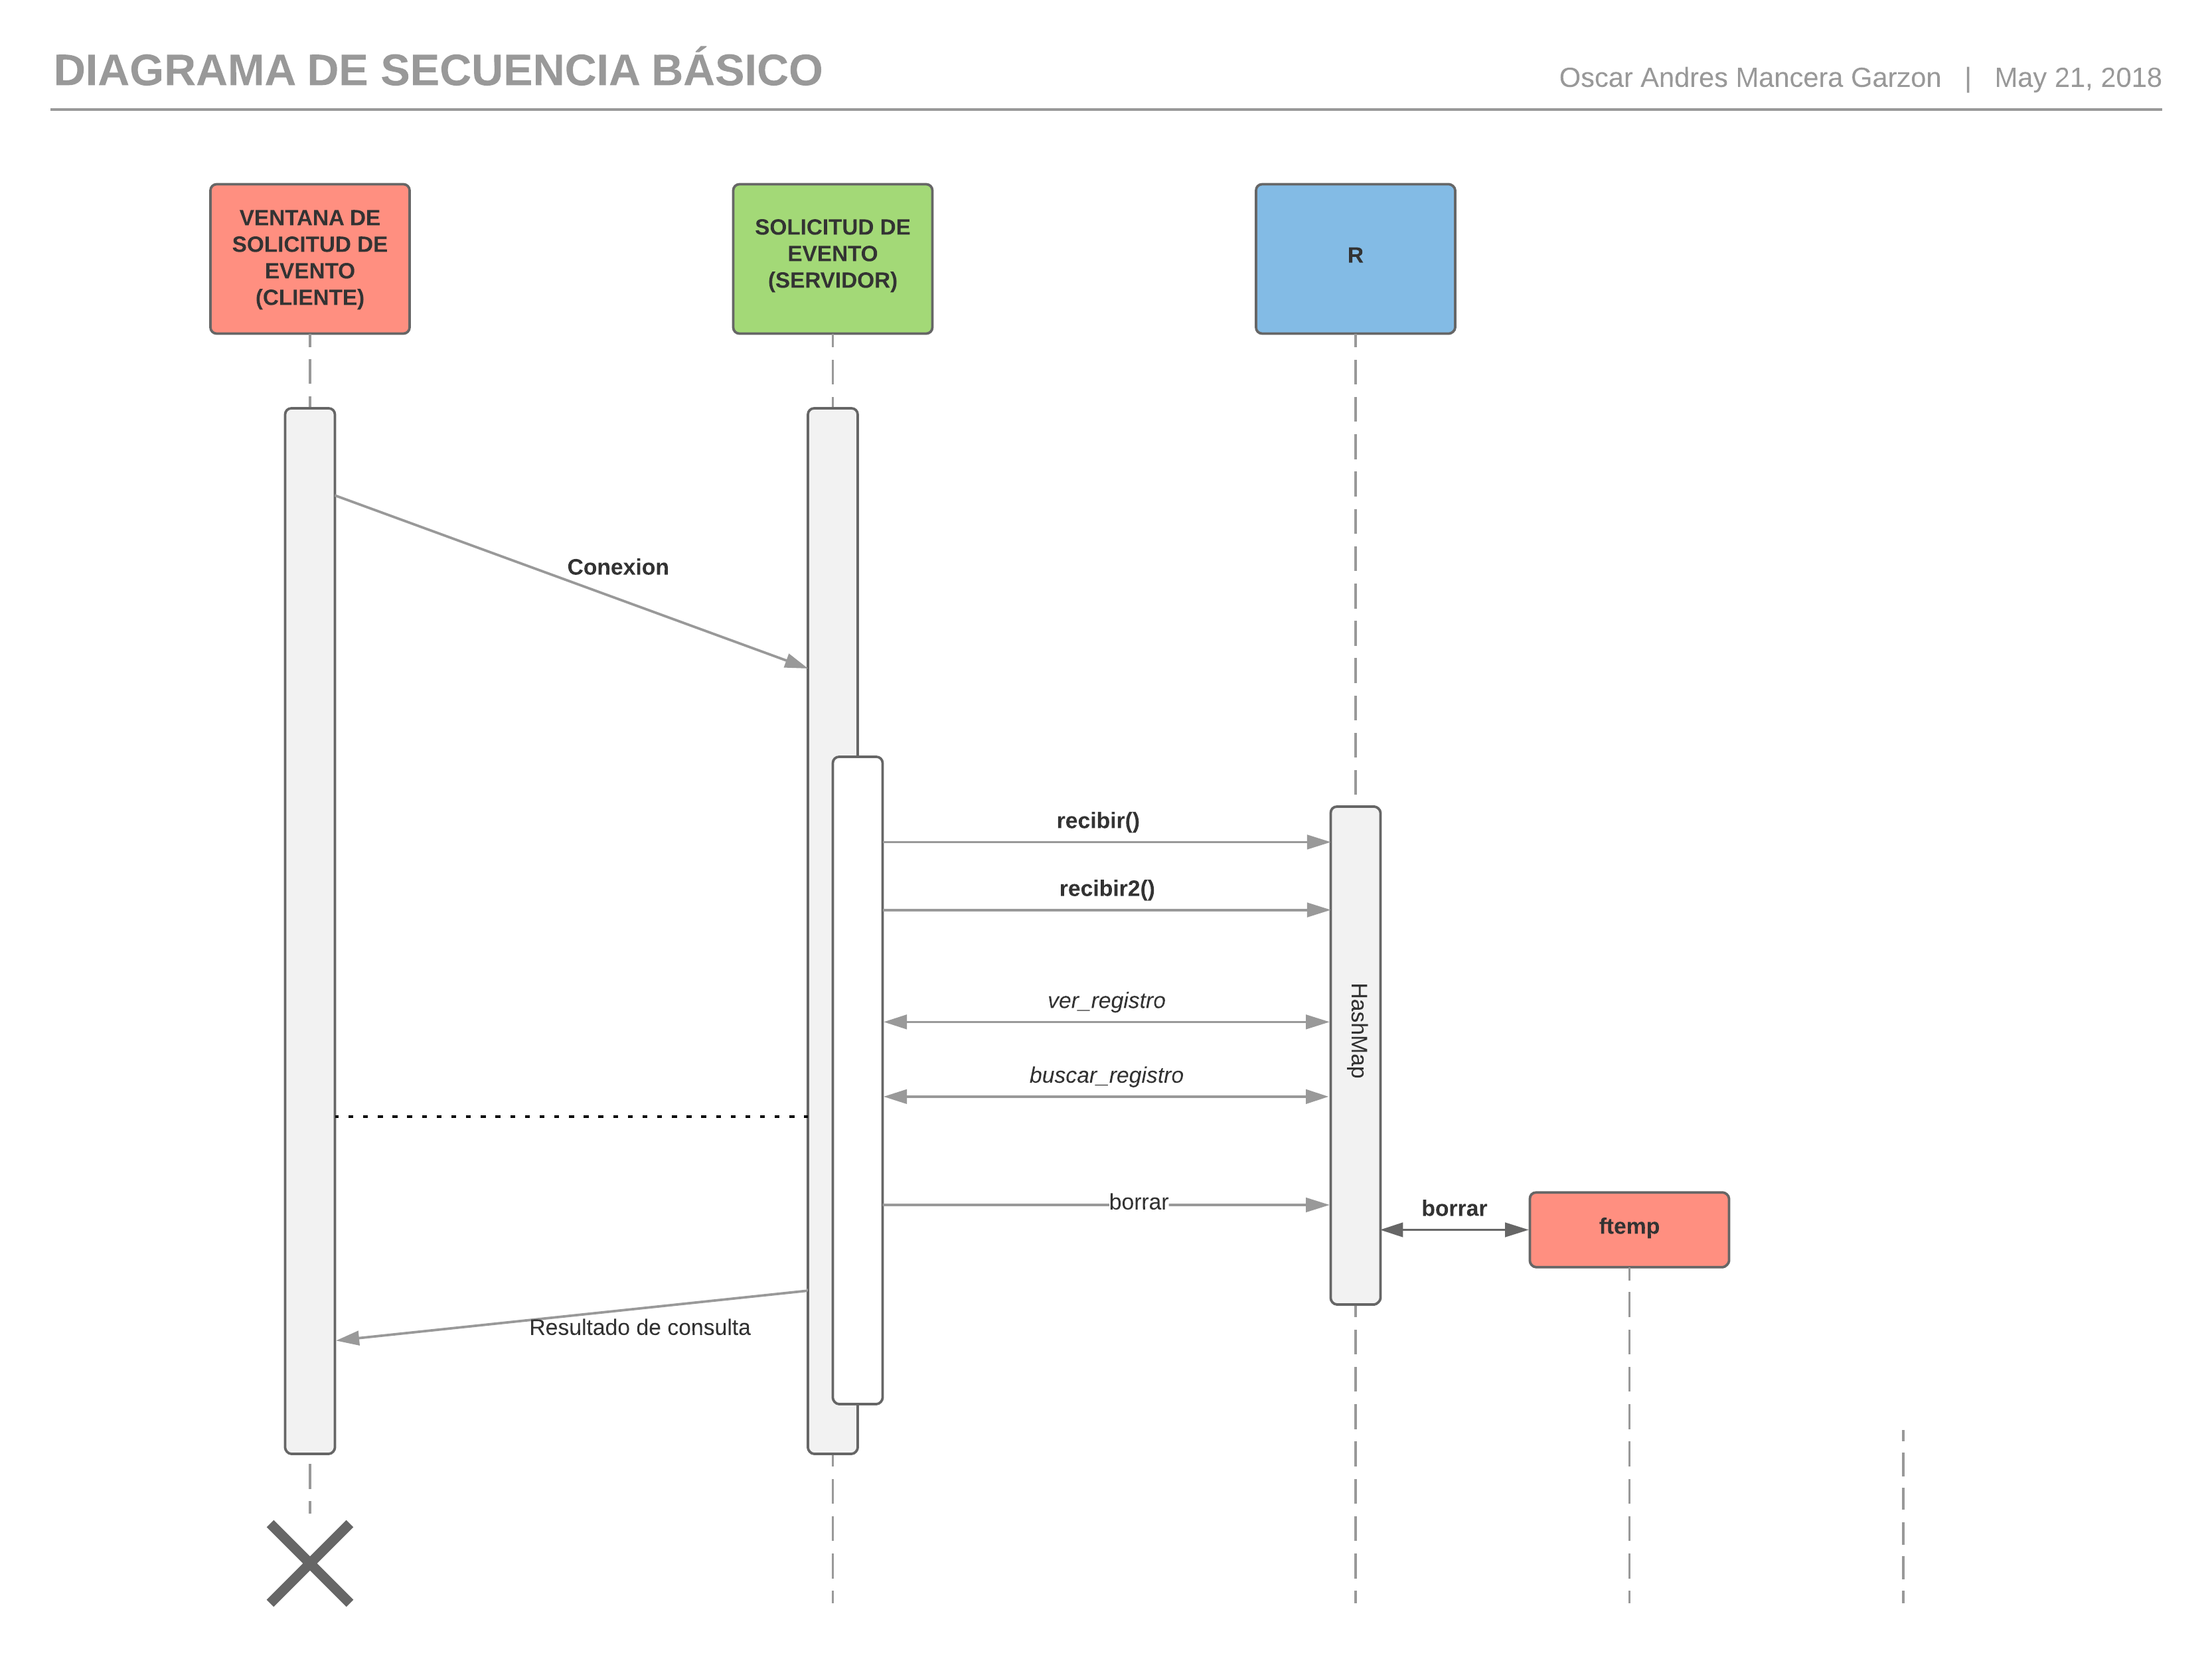 DIAGRAMA DE SECUENCIA BÁSICO
Oscar Andres Mancera Garzon | May 21, 2018
VENTANA DE
SOLICITUD DE
EVENTO
(CLIENTE)
SOLICITUD DE
EVENTO
(SERVIDOR)
R
Conexion
recibir()
recibir2()
ver_registro
HashMap
buscar_registro
borrar
borrar
ftemp
Resultado de consulta